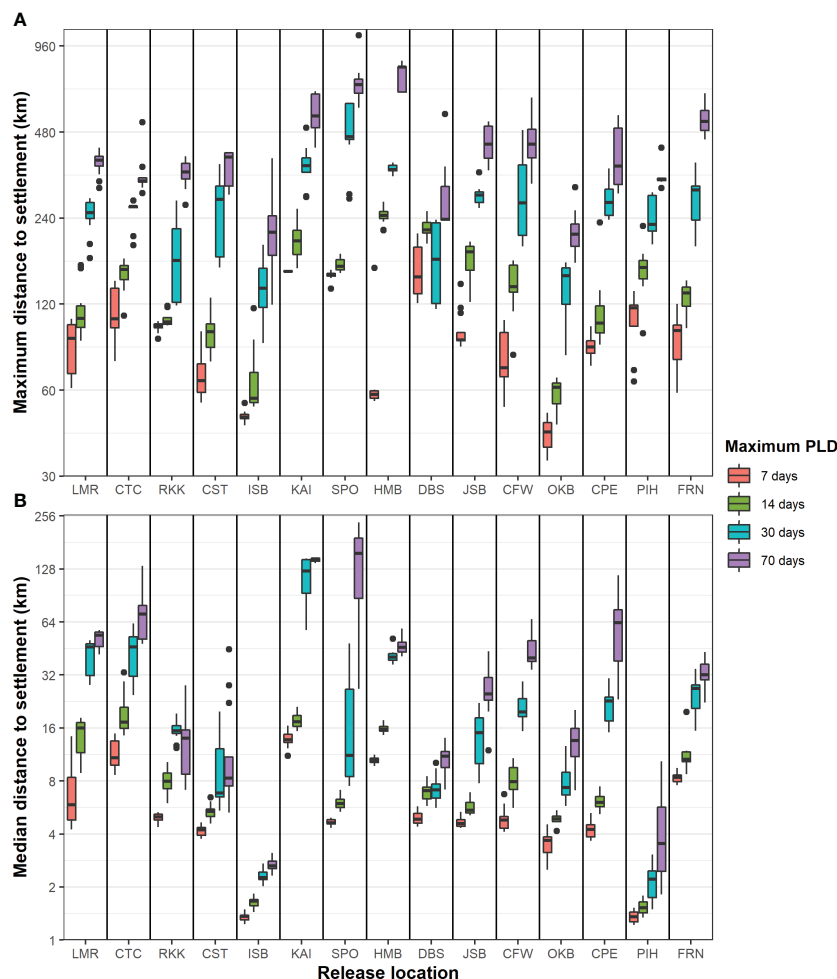 A
Maximum distance to settlement (km)
960
480
240
120
60
30
LMR CTC RKK CST ISB KAI SPO HMB DBS JSB CFW OKB CPE PIH FRN
Maximum PLD
7 days
14 days
30 days
70 days
B
Median distance to settlement (km)
256
128
64
32
16
8
4
2
1
LMR CTC RKK CST ISB KAI SPO HMB DBS JSB CFW OKB CPE PIH FRN
Release location